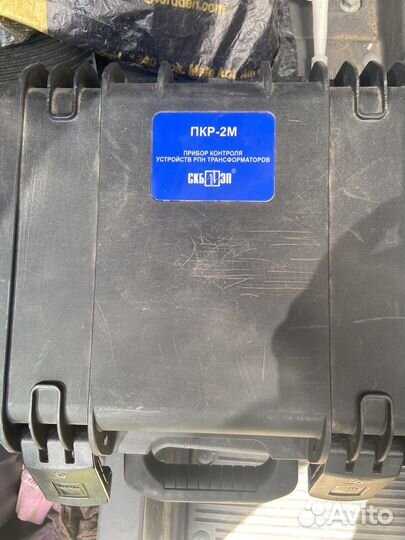 ПКР-2М
ПРИБОР КОНТРОЛЯ
УСТРОЙСТВ РПН ТРАНСФОРМАТОРОВ
СКБ ЭП®
Avito